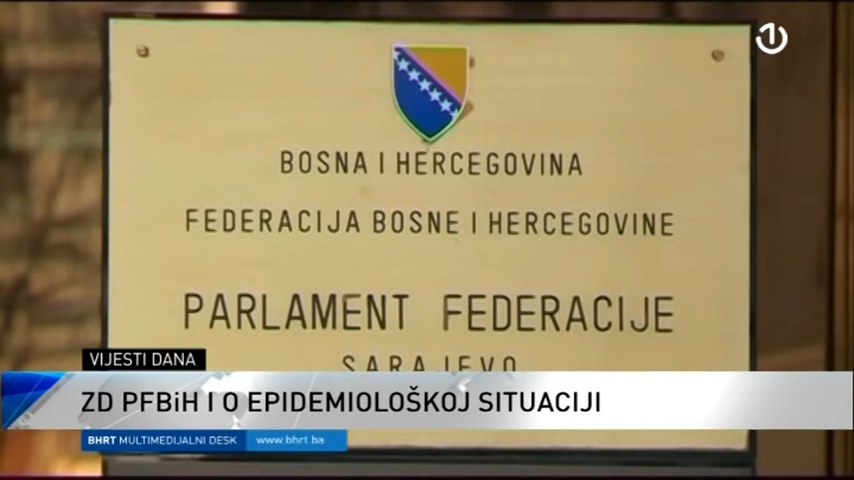 BOSNA I HERCEGOVINA
FEDERACIJA BOSNE I HERCEGOVINE
PARLAMENT FEDERACIJE
SARAJEVO
VIJESTI DANA
ZD PFBiH I O EPIDEMIOLOŠKOJ SITUACIJI
BHRT MULTIMEDIJALNI DESK www.bhrt.ba